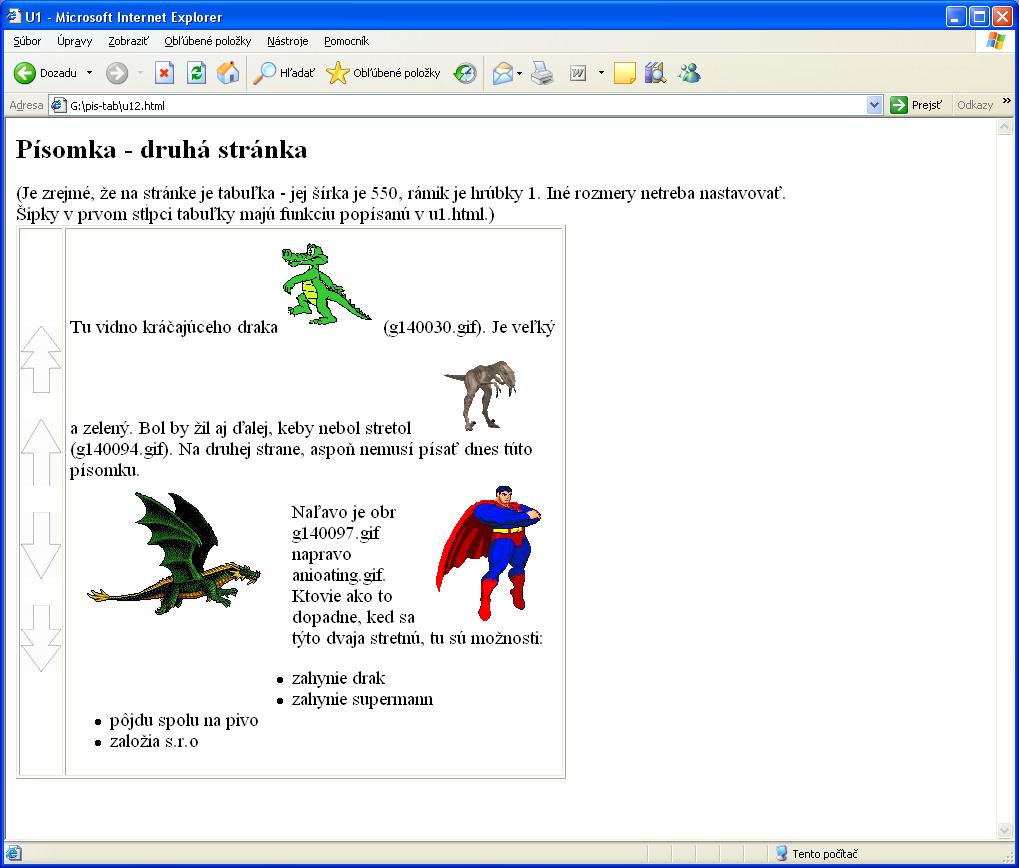 U1 - Microsoft Internet Explorer
Súbor Úpravy Zobraziť Obľúbené položky Nástroje Pomocník
Dozadu Hľadať Obľúbené položky
Adresa G:\pis-tab\u12.html Prejsť Odkazy »
Písomka - druhá stránka
(Je zrejmé, že na stránke je tabuľka - jej šírka je 550, rámik je hrúbky 1. Iné rozmery netreba nastavovať.
Šipky v prvom stĺpci tabuľky majú funkciu popísanú v u1.html.)
Tu vidno kráčajúceho draka (g140030.gif). Je veľký
a zelený. Bol by žil aj ďalej, keby nebol stretol
(g140094.gif). Na druhej strane, aspoň nemusí písať dnes túto
písomku.
Naľavo je obr
g140097.gif
napravo
anioating.gif.
Ktovie ako to
dopadne, ked sa
týto dvaja stretnú, tu sú možnosti:
• zahynie drak
• zahynie supermann
• pôjdu spolu na pivo
• založia s.r.o
Tento počítač